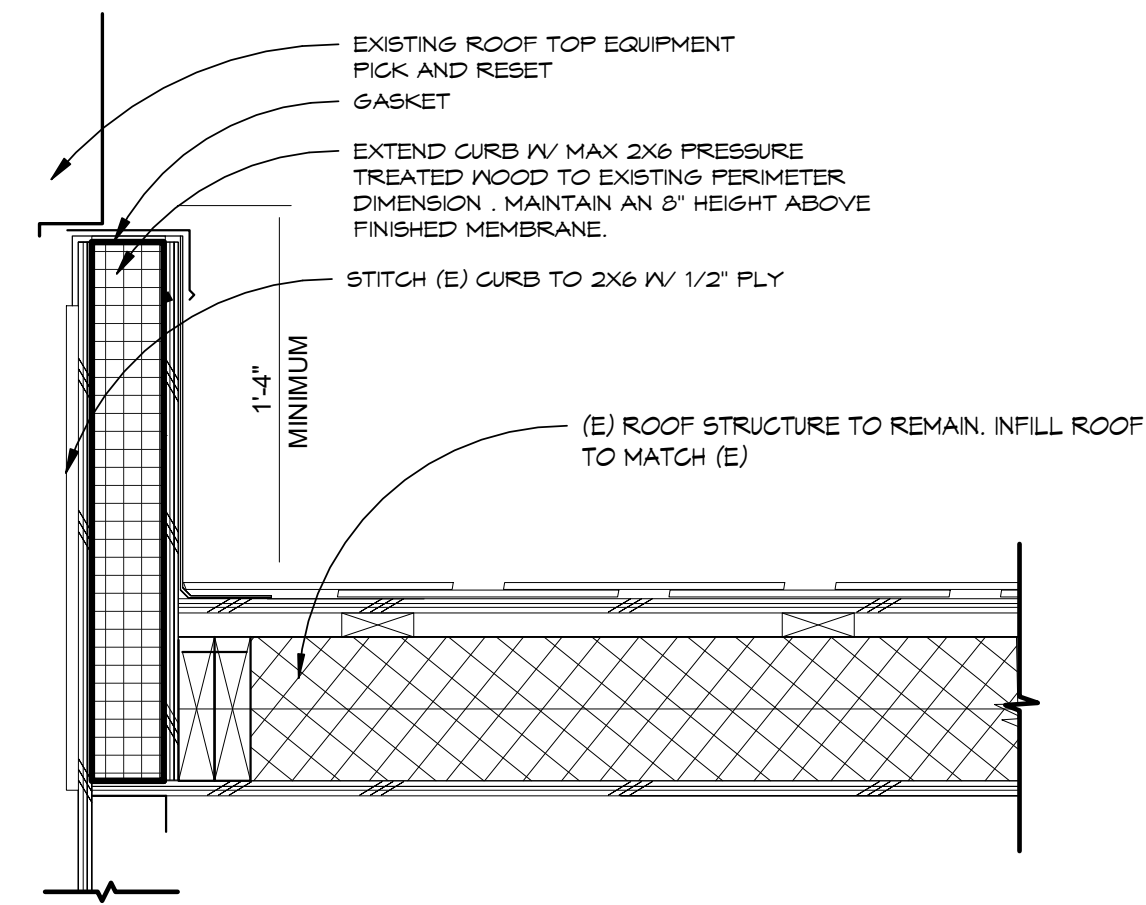 EXISTING ROOF TOP EQUIPMENT
PICK AND RESET
GASKET
EXTEND CURB W/ MAX 2X6 PRESSURE
TREATED WOOD TO EXISTING PERIMETER
DIMENSION . MAINTAIN AN 8" HEIGHT ABOVE
FINISHED MEMBRANE.
STITCH (E) CURB TO 2X6 W/ 1/2" PLY
1'-4"
MINIMUM
(E) ROOF STRUCTURE TO REMAIN. INFILL ROOF
TO MATCH (E)